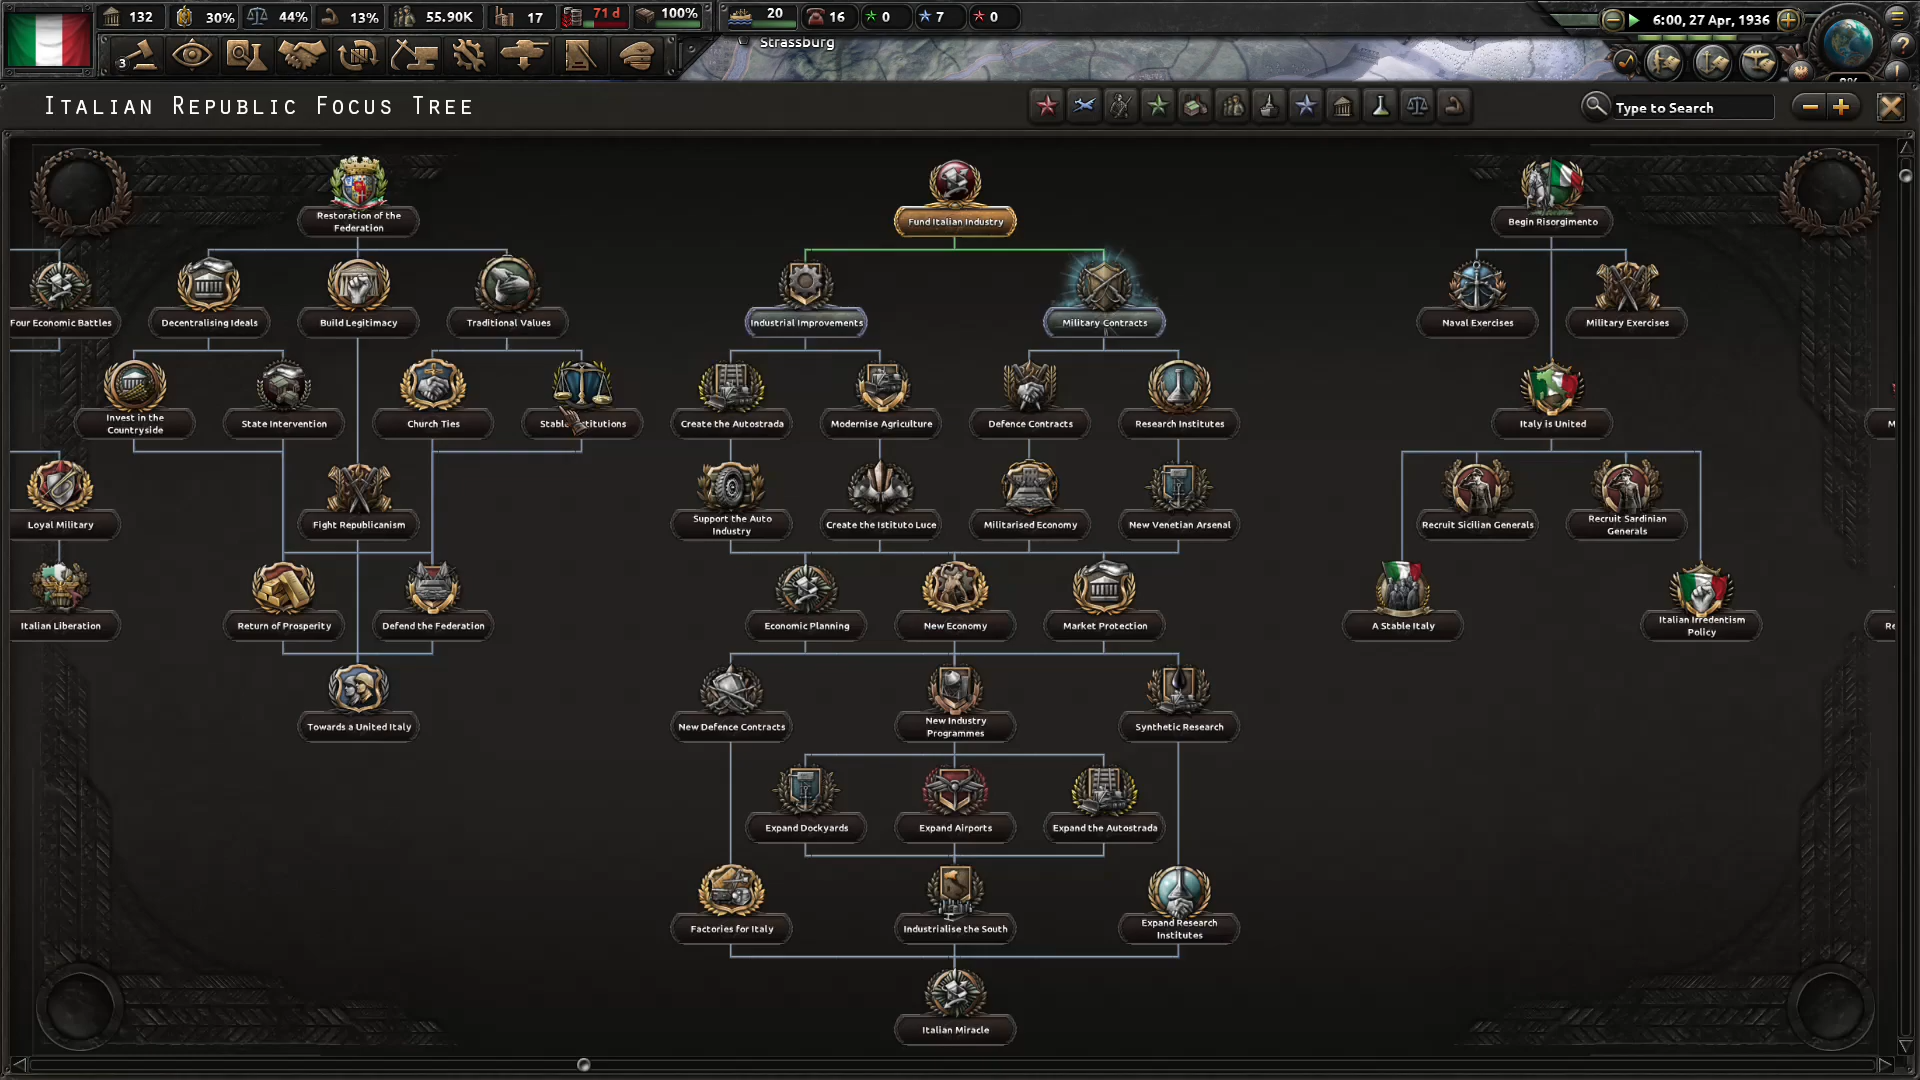 132
30%
44%
13%
55.90K
17
71 d
100%
20
16
0
7
0
6:00, 27 Apr, 1936
3
Strassburg
Italian Republic Focus Tree
Type to Search
Restoration of the
Federation
Fund Italian Industry
Begin Risorgimento
Four Economic Battles
Decentralising Ideals
Build Legitimacy
Traditional Values
Industrial Improvements
Military Contracts
Naval Exercises
Military Exercises
Invest in the
Countryside
State Intervention
Church Ties
Create the Autostrada
Modernise Agriculture
Defence Contracts
Research Institutes
Italy is United
Loyal Military
Fight Republicanism
Support the Auto
Industry
Create the Istituto Luce
Militarised Economy
New Venetian Arsenal
Recruit Sicilian Generals
Recruit Sardinian
Generals
Italian Liberation
Return of Prosperity
Defend the Federation
Economic Planning
New Economy
Market Protection
A Stable Italy
Italian Irredentism
Policy
Towards a United Italy
New Defence Contracts
New Industry
Programmes
Synthetic Research
Expand Dockyards
Expand Airports
Expand the Autostrada
Factories for Italy
Industrialise the South
Expand Research
Institutes
Italian Miracle